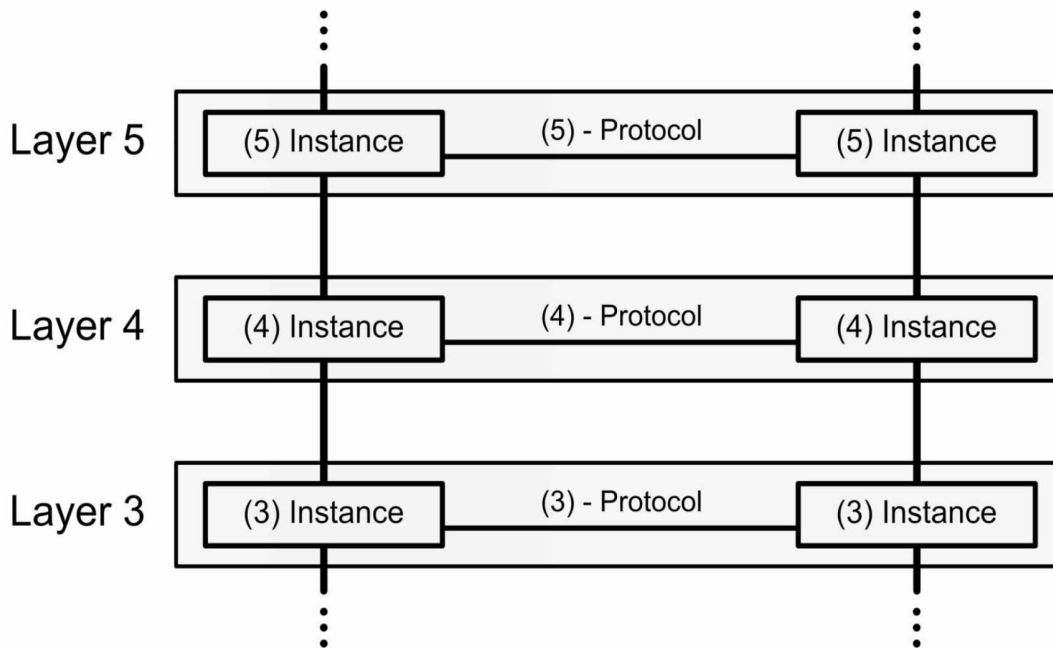 Layer 5
(5) Instance
(5) - Protocol
(5) Instance
Layer 4
(4) Instance
(4) - Protocol
(4) Instance
Layer 3
(3) Instance
(3) - Protocol
(3) Instance